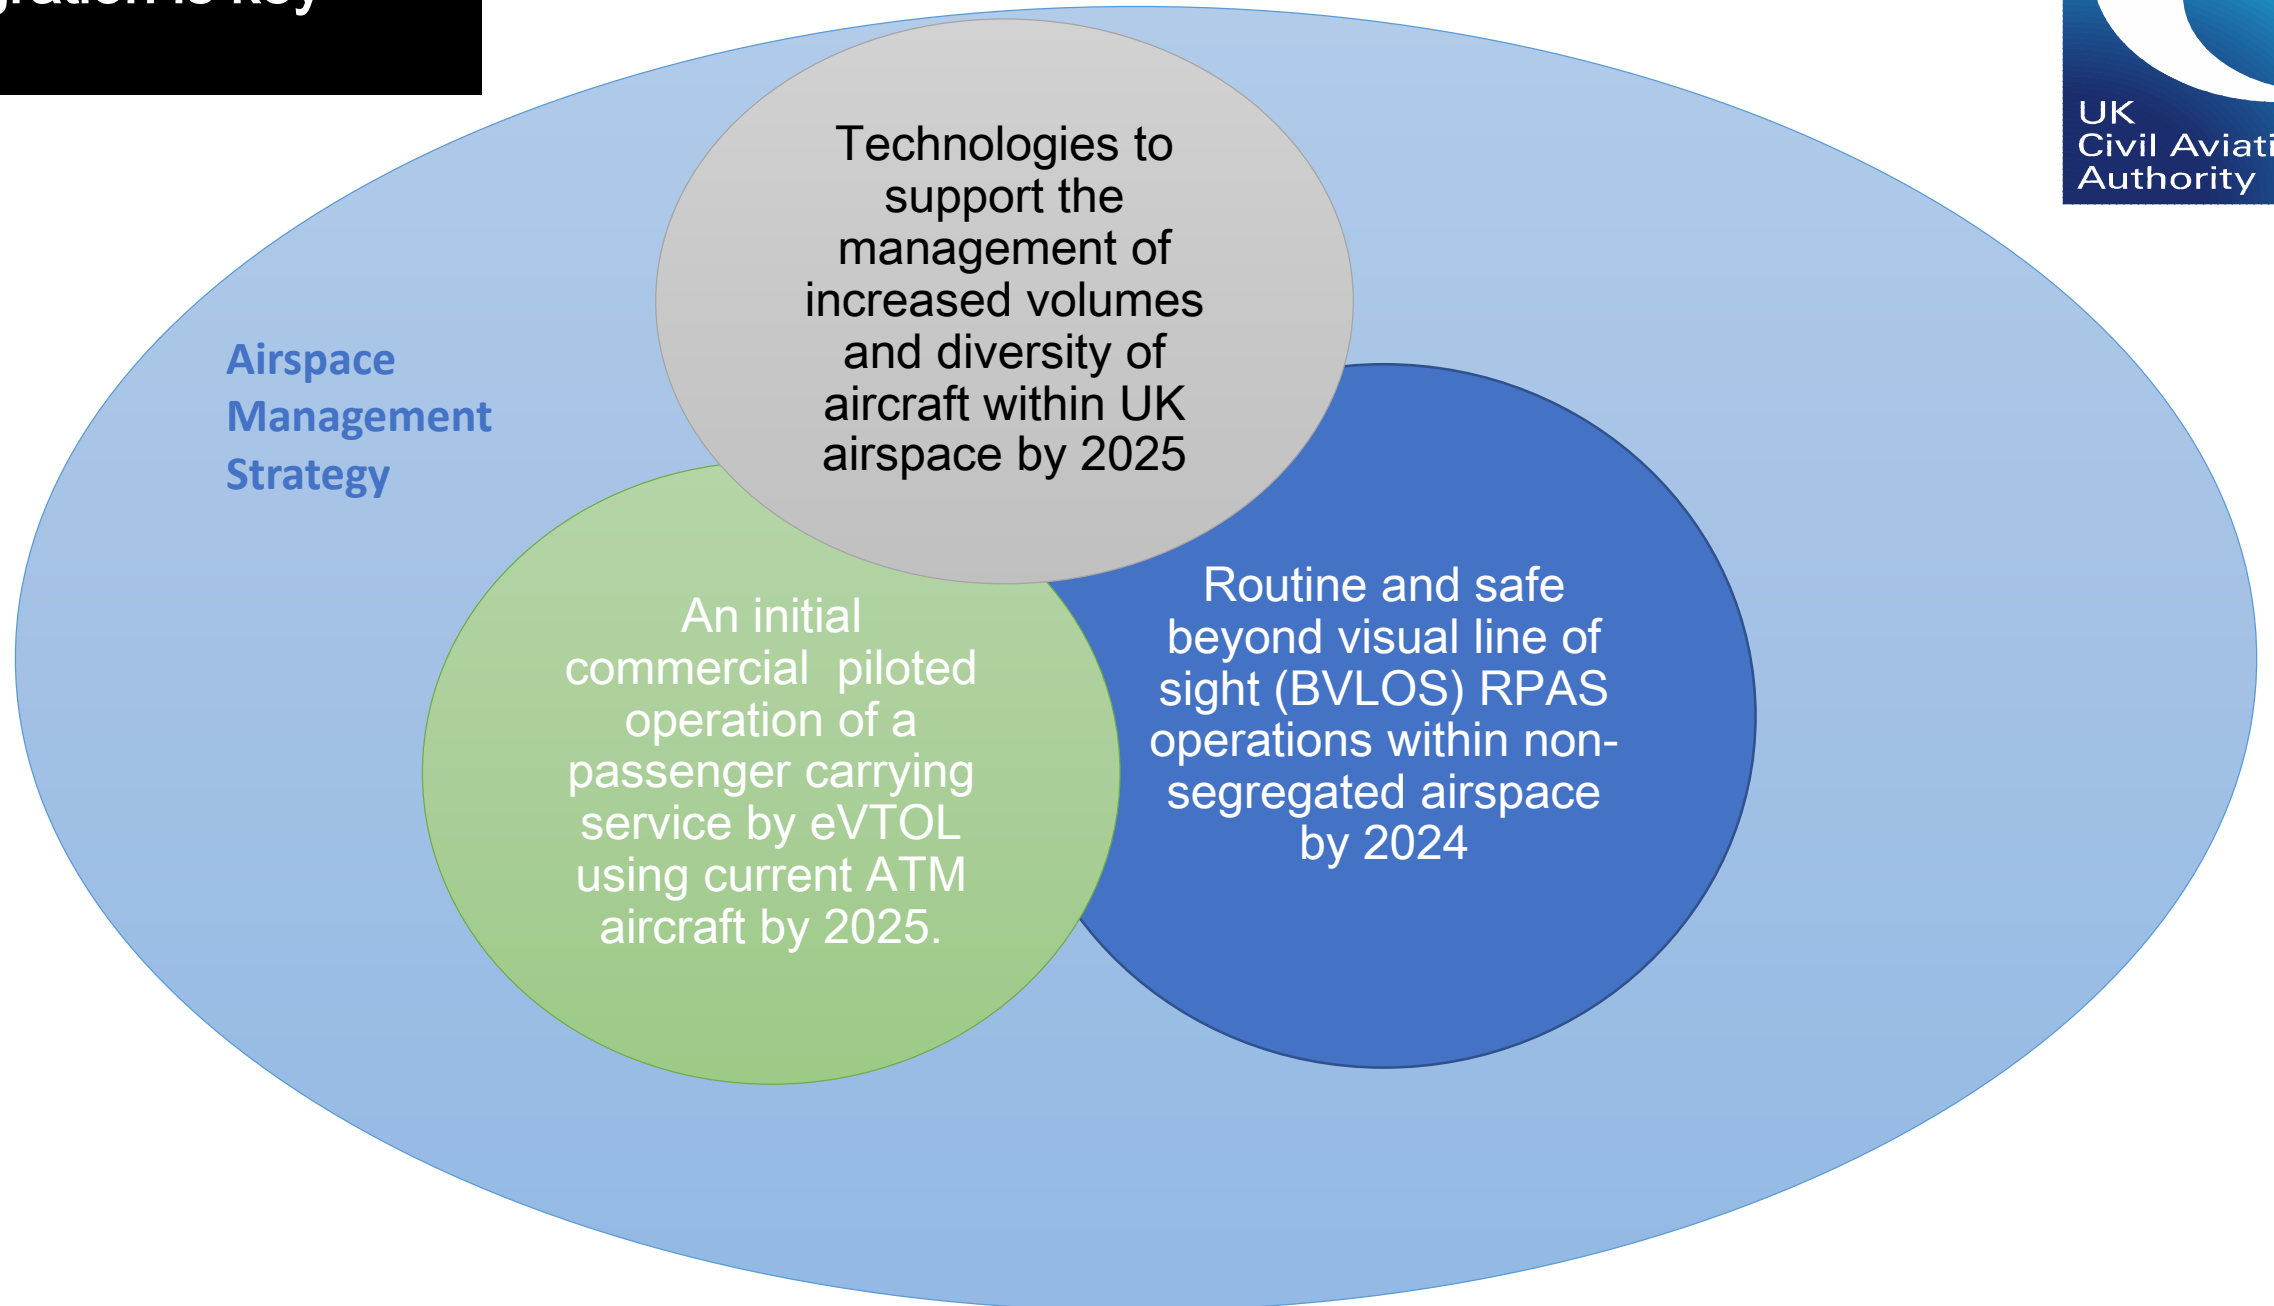 is key
UK
Civil
Authority
Technologies to
support the
management of
increased volumes
and diversity of
aircraft within UK
airspace by 2025
Airspace
Management
Strategy
An initial
commercial  piloted
operation of a
passenger carrying
service by eVTOL
using current ATM
aircraft by 2025.
Routine and safe
beyond visual line of
sight (BVLOS) RPAS
operations within non-
segregated airspace
by 2024